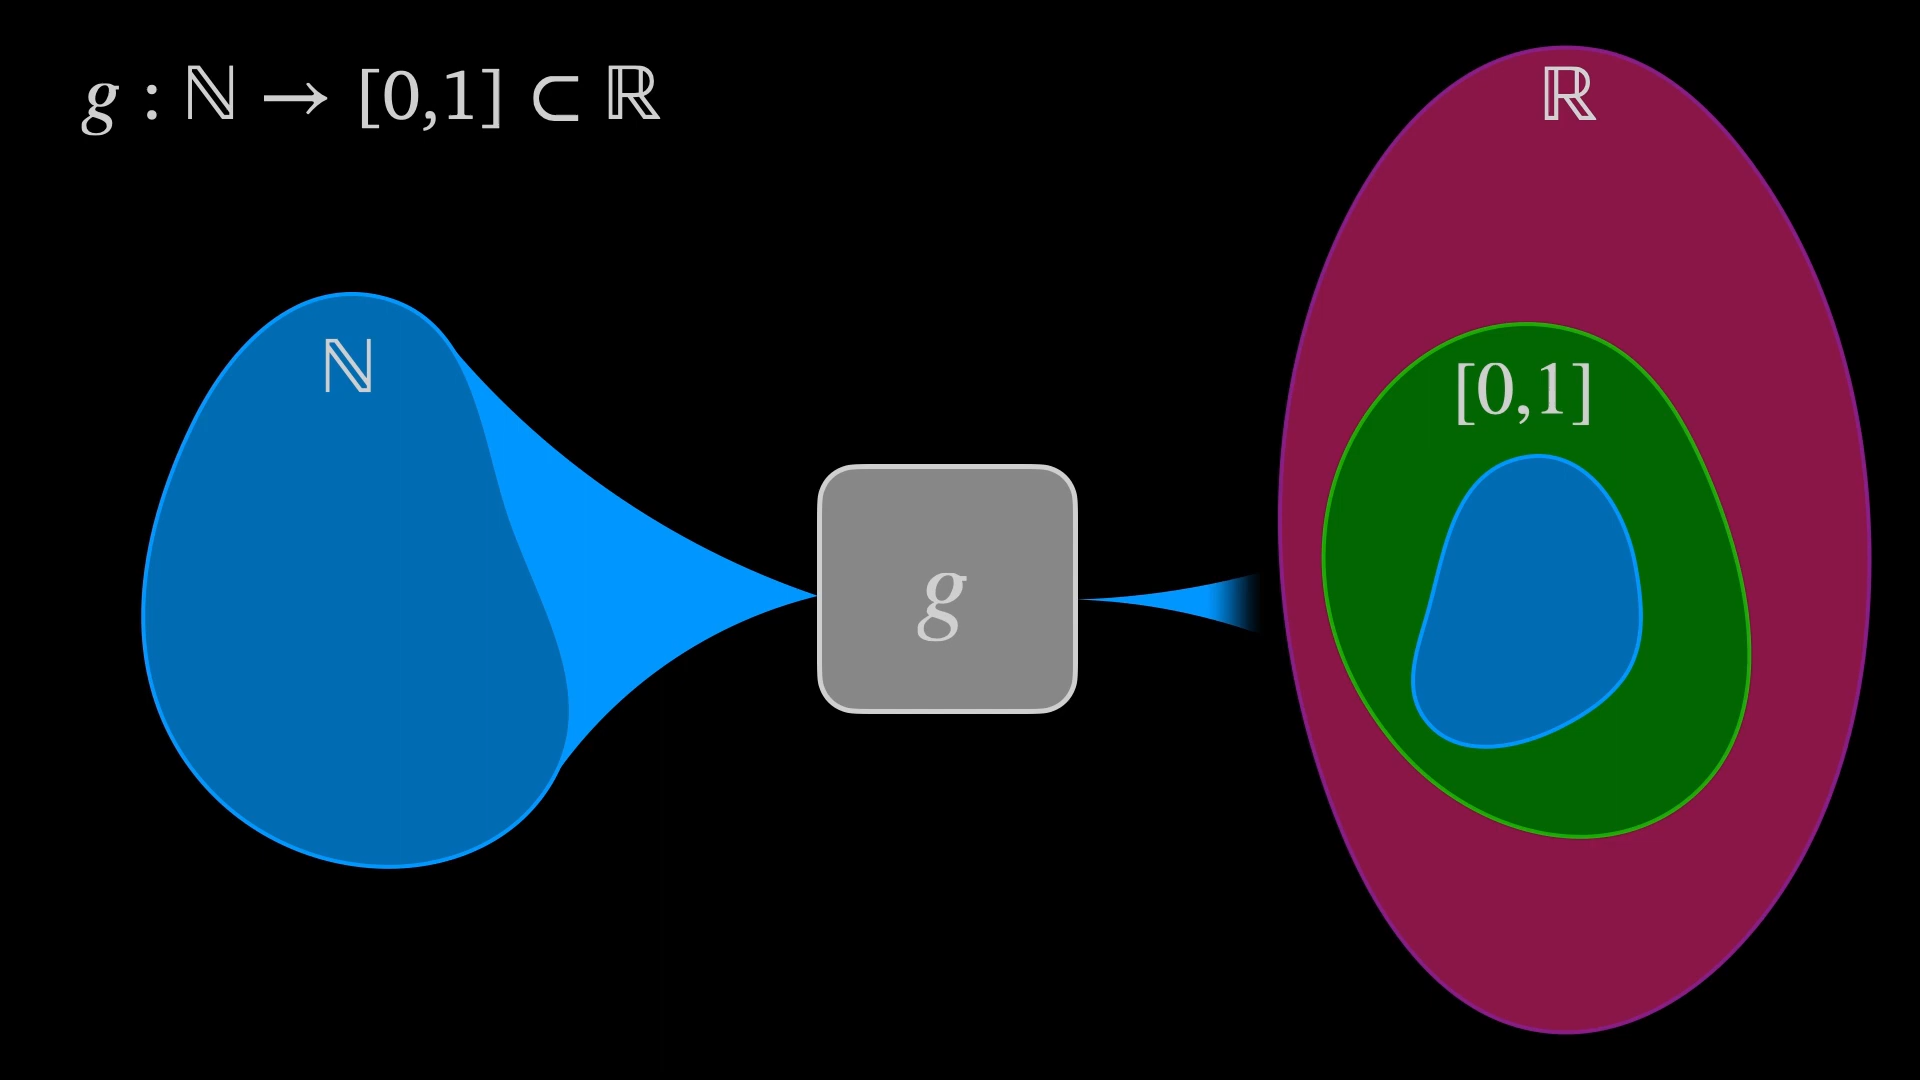 g : ℕ → [0,1] ⊂ ℝ
ℝ
ℕ
[0,1]
g